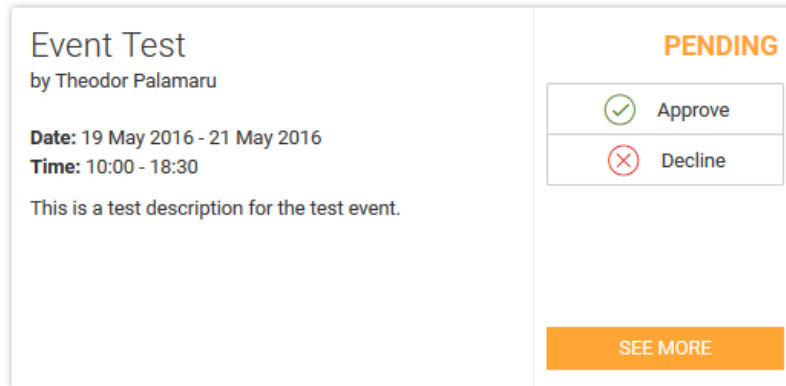 Event Test
by Theodor Palamaru
Date: 19 May 2016 - 21 May 2016
Time: 10:00 - 18:30
This is a test description for the test event.
PENDING
Approve
Decline
SEE MORE